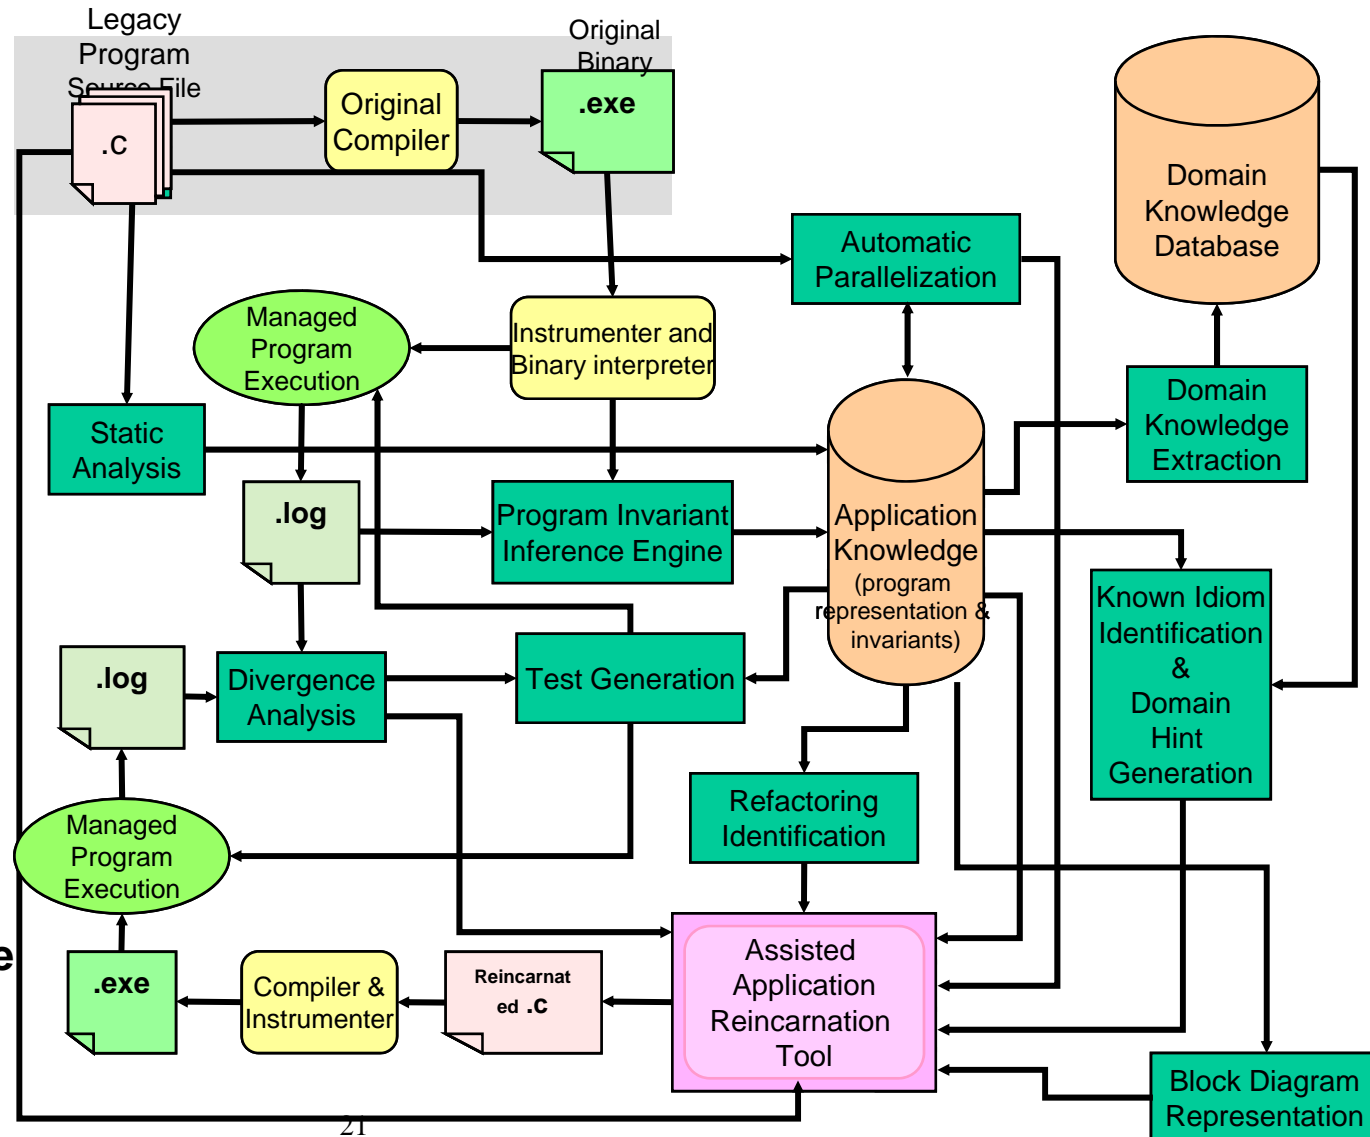 Legacy
Program
Source File
.c
Original
Compiler
Original
Binary
.exe
Domain
Knowledge
Database
Automatic
Parallelization
Managed
Program
Execution
Instrumenter and
Binary interpreter
Static
Analysis
Domain
Knowledge
Extraction
.log
Program Invariant
Inference Engine
Application
Knowledge
(program
representation &
invariants)
Known Idiom
Identification
&
Domain
Hint
Generation
.log
Divergence
Analysis
Test Generation
Refactoring
Identification
Managed
Program
Execution
e
.exe
Compiler &
Instrumenter
Reincarnat
ed .c
Assisted
Application
Reincarnation
Tool
Block Diagram
Representation
21